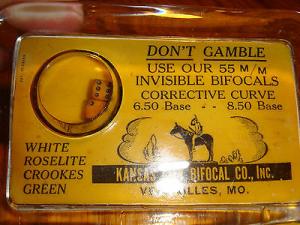 DON'T GAMBLE
USE OUR 55 M/M
INVISIBLE BIFOCALS
CORRECTIVE CURVE
6.50 Base - - 8.50 Base
WHITE
ROSELITE
CROOKES
GREEN
KANSAS BIFOCAL CO., Inc.
MO.